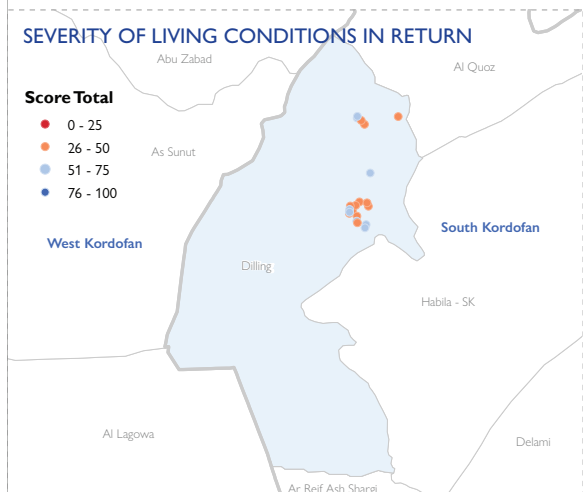 SEVERITY OF LIVING CONDITIONS IN RETURN
Abu Zabad
Al Quoz
Score Total
0 - 25
26 - 50
51 - 75
76 - 100
As Sunut
West Kordofan
South Kordofan
Dilling
Habila - SK
Al Lagowa
Delami
Ar Reif Ash Shargi